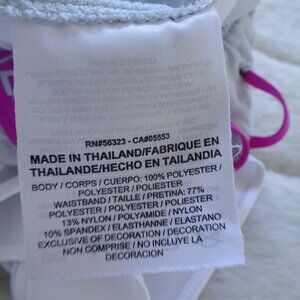 RN#56323 - CA#05553
MADE IN THAILAND/FABRIQUE EN
THAILANDE/HECHO EN TAILANDIA
BODY / CORPS / CUERPO: 100% POLYESTER /
POLYESTER / POLIESTER
WAISTBAND / TAILLE / PRETINA: 77%
POLYESTER / POLYESTER / POLIESTER
13% NYLON / POLYAMIDE / NYLON
10% SPANDEX / ELASTHANNE / ELASTANO
EXCLUSIVE OF DECORATION / DECORATION
NON COMPRISE / NO INCLUYE LA
DECORACION